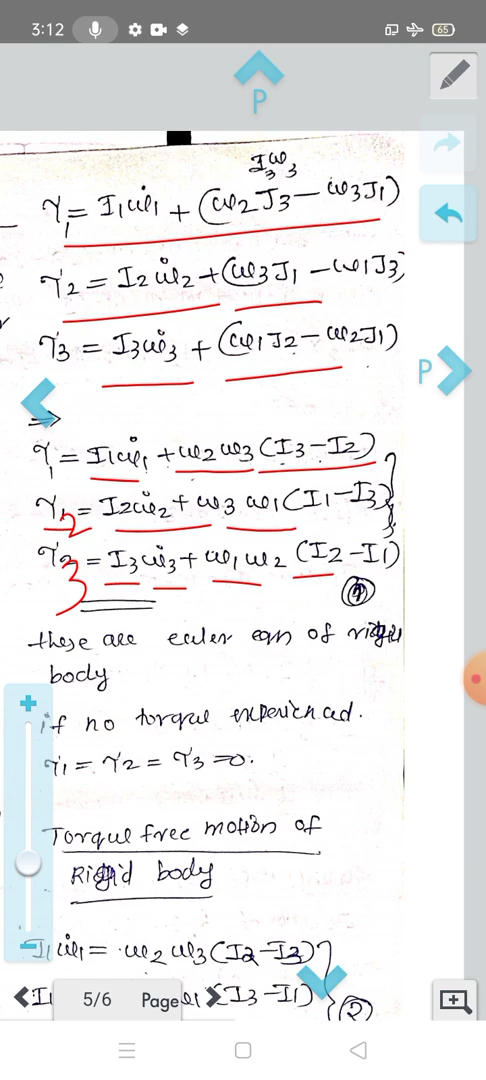 3:12
65
P
I3ω3
τ1 = I1ω̇1 + (ω2J3 − ω3J1)
τ2 = I2ω̇2 + (ω3J1 − ω1J3)
τ3 = I3ω̇3 + (ω1J2 − ω2J1)
P
⇒
τ1 = I1ω̇1 + ω2ω3(I3−I2)
τ2 = I2ω̇2 + ω3ω1(I1−I3)
τ3 = I3ω̇3 + ω1ω2(I2−I1)
these are euler eqn of
body
if no torque
τ1 = τ2 = τ3 = 0.
Torque free motion of
Rigid body
I1ω̇1 = ω2ω3(I2−I3)
5/6 Page
(I3−I1)
②